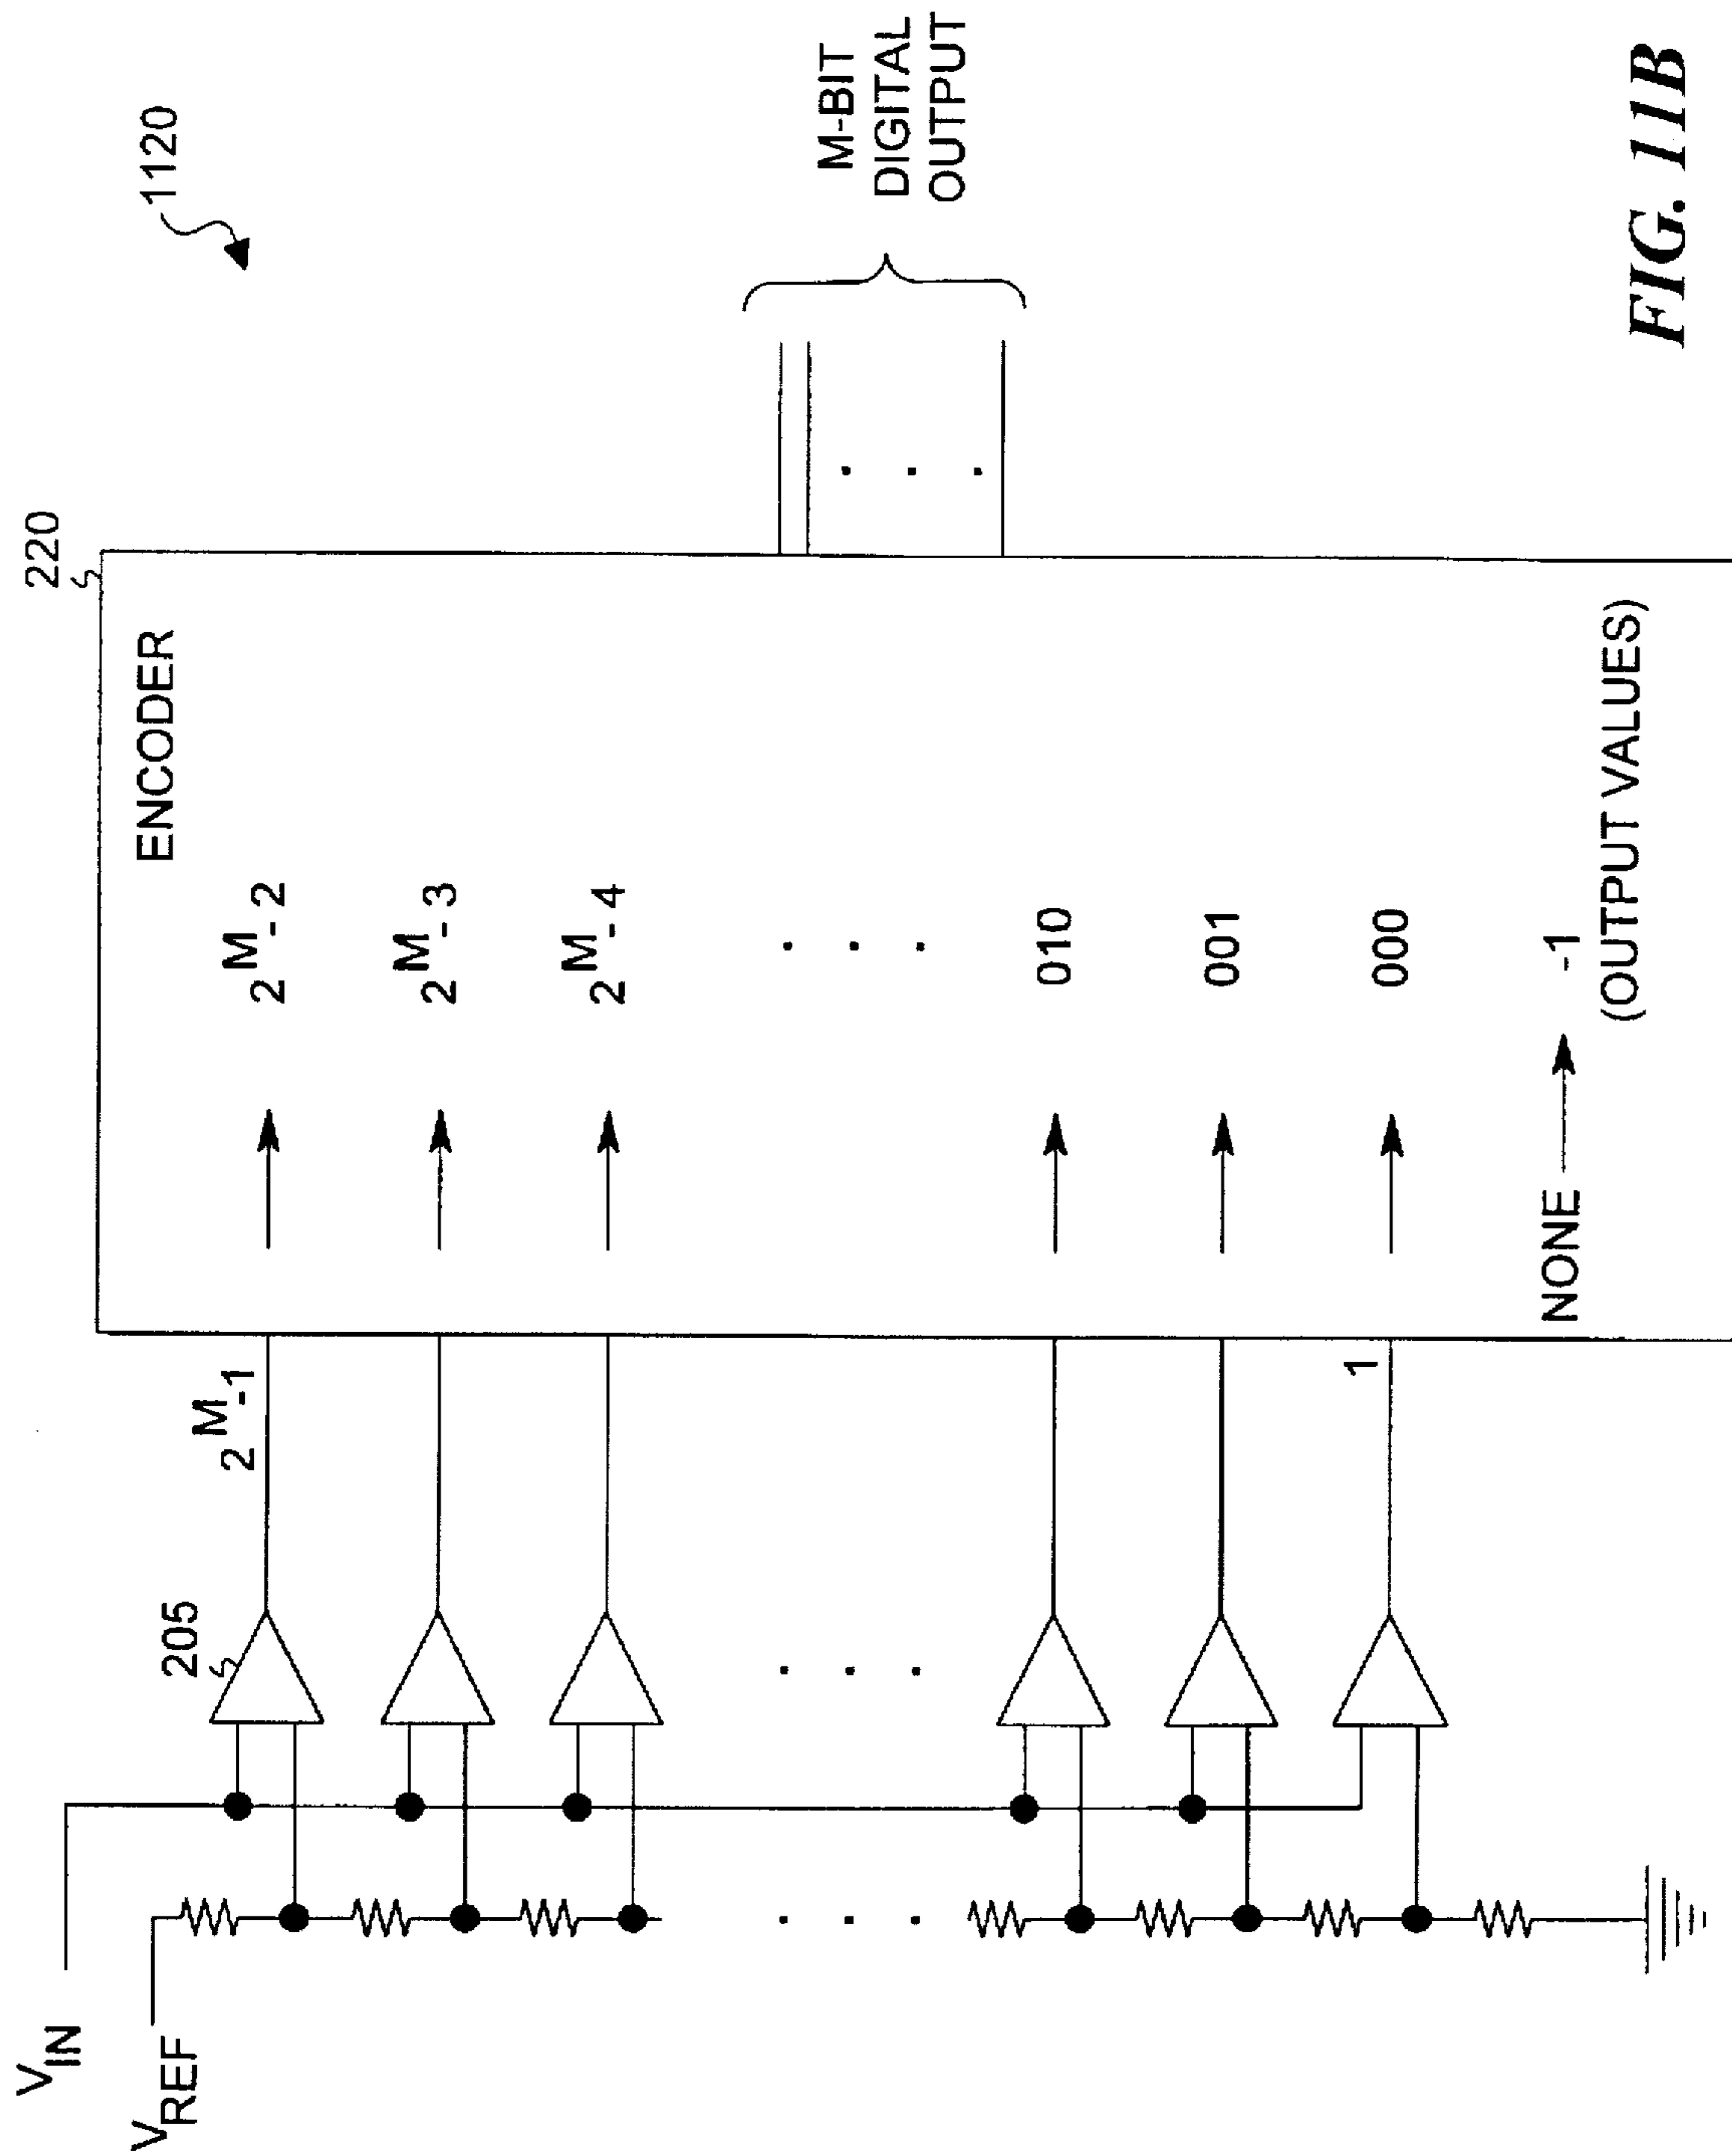 V_IN
V_REF
205
2^M-1
1
220
ENCODER
2^M-2
2^M-3
2^M-4
. . .
010
001
000
NONE -1
(OUTPUT VALUES)
1120
M-BIT
DIGITAL
OUTPUT
FIG. 11B